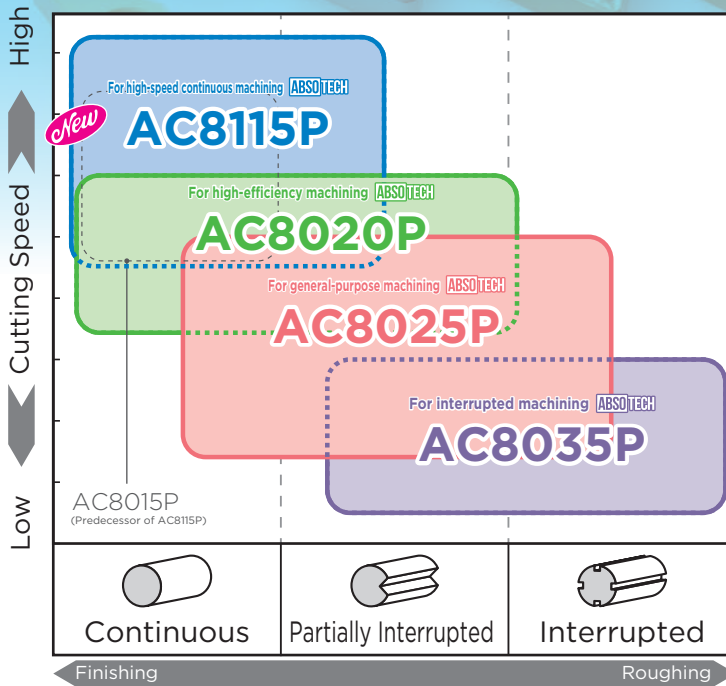 High
Cutting Speed
Low
New
For high-speed continuous machining ABSOTECH
AC8115P
For high-efficiency machining ABSOTECH
AC8020P
For general-purpose machining ABSOTECH
AC8025P
For interrupted machining ABSOTECH
AC8035P
AC8015P
(Predecessor of AC8115P)
Continuous
Partially Interrupted
Interrupted
Finishing
Roughing